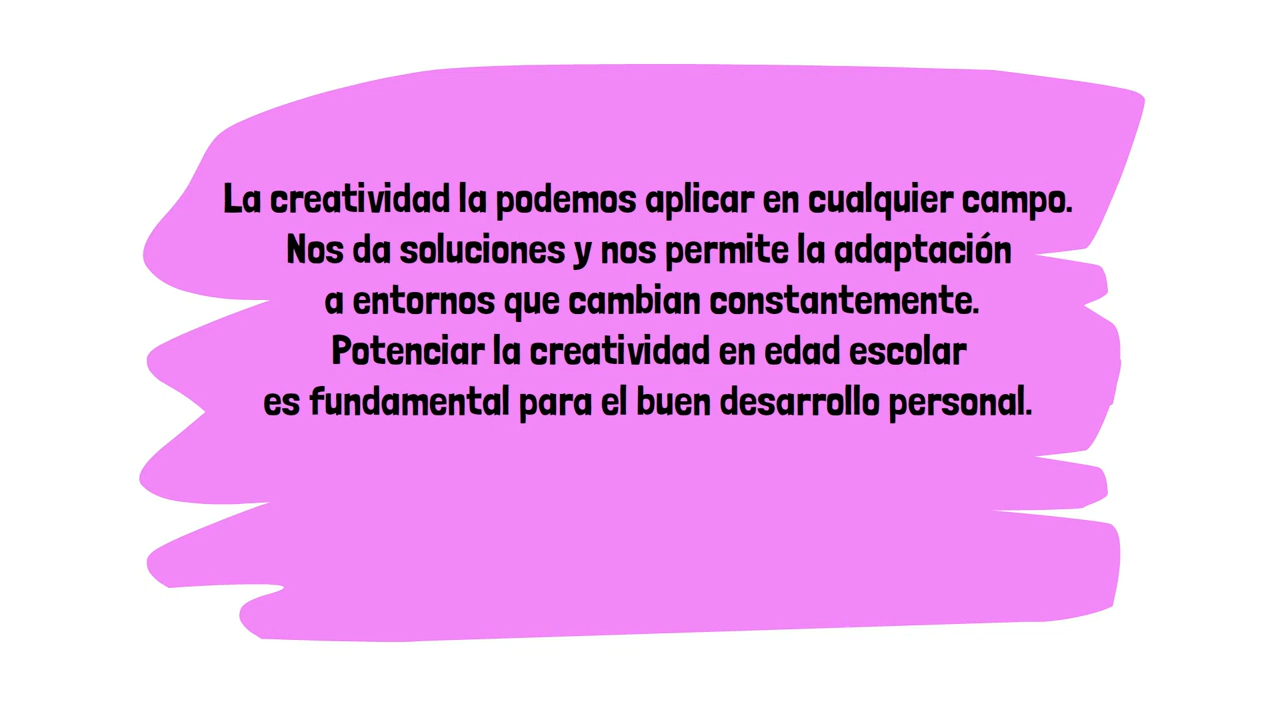 La creatividad la podemos aplicar en cualquier campo.
Nos da soluciones y nos permite la adaptación
a entornos que cambian constantemente.
Potenciar la creatividad en edad escolar
es fundamental para el buen desarrollo personal.